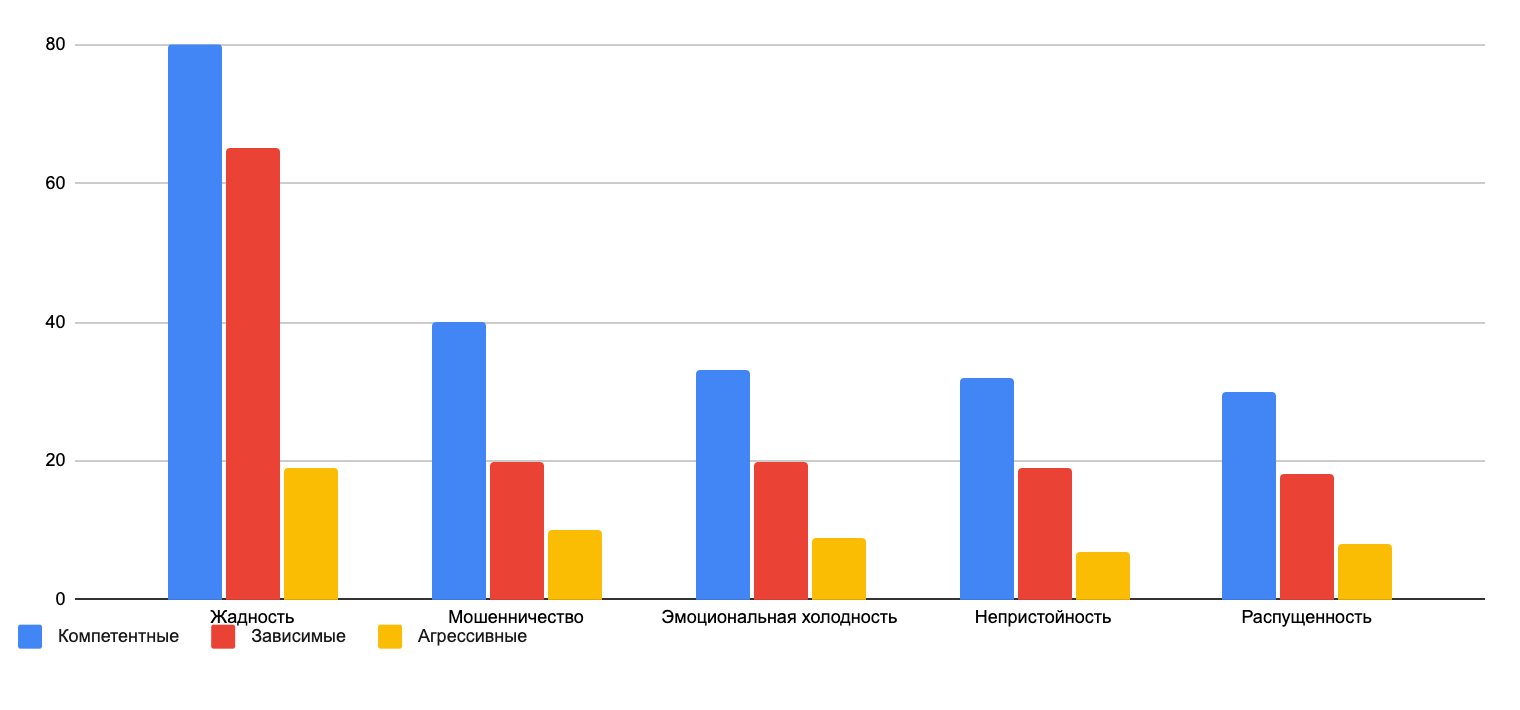 80
60
40
20
0
Жадность Мошенничество Эмоциональная холодность Непристойность Распущенность
Компетентные Зависимые Агрессивные